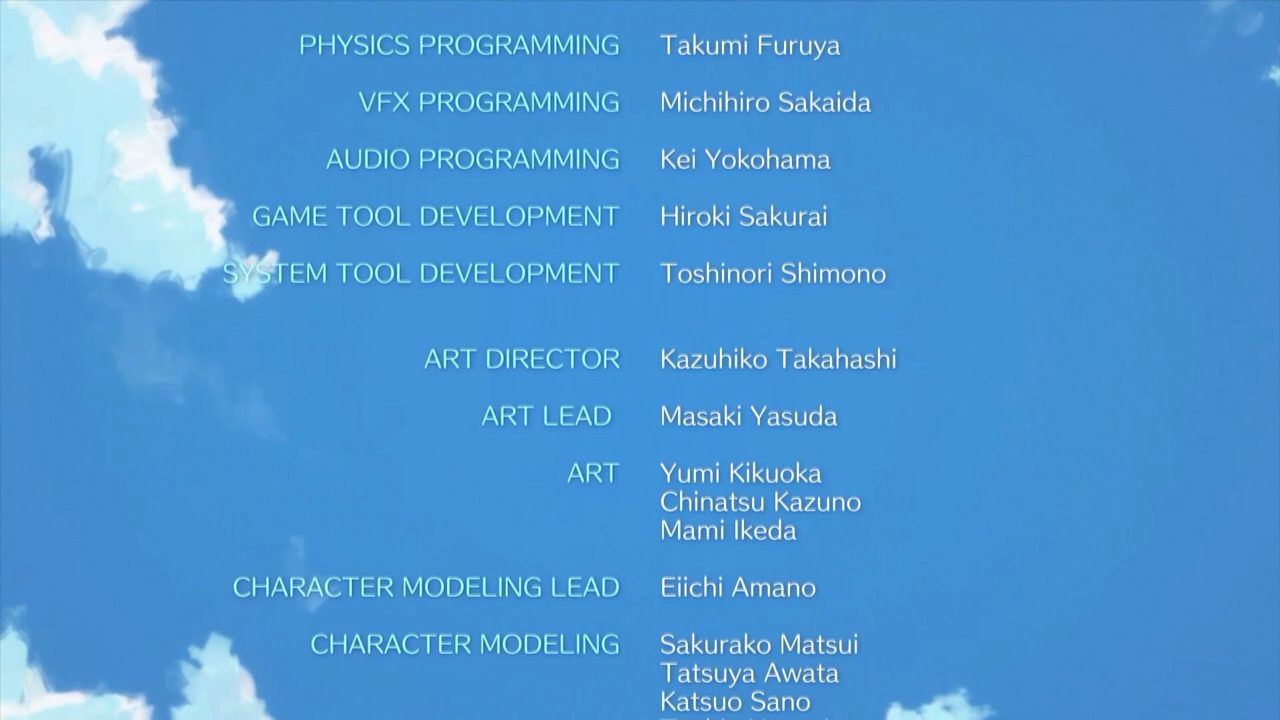 PHYSICS PROGRAMMING Takumi Furuya
VFX PROGRAMMING Michihiro Sakaida
AUDIO PROGRAMMING Kei Yokohama
GAME TOOL DEVELOPMENT Hiroki Sakurai
SYSTEM TOOL DEVELOPMENT Toshinori Shimono
ART DIRECTOR Kazuhiko Takahashi
ART LEAD Masaki Yasuda
ART Yumi Kikuoka
Chinatsu Kazuno
Mami Ikeda
CHARACTER MODELING LEAD Eiichi Amano
CHARACTER MODELING Sakurako Matsui
Tatsuya Awata
Katsuo Sano